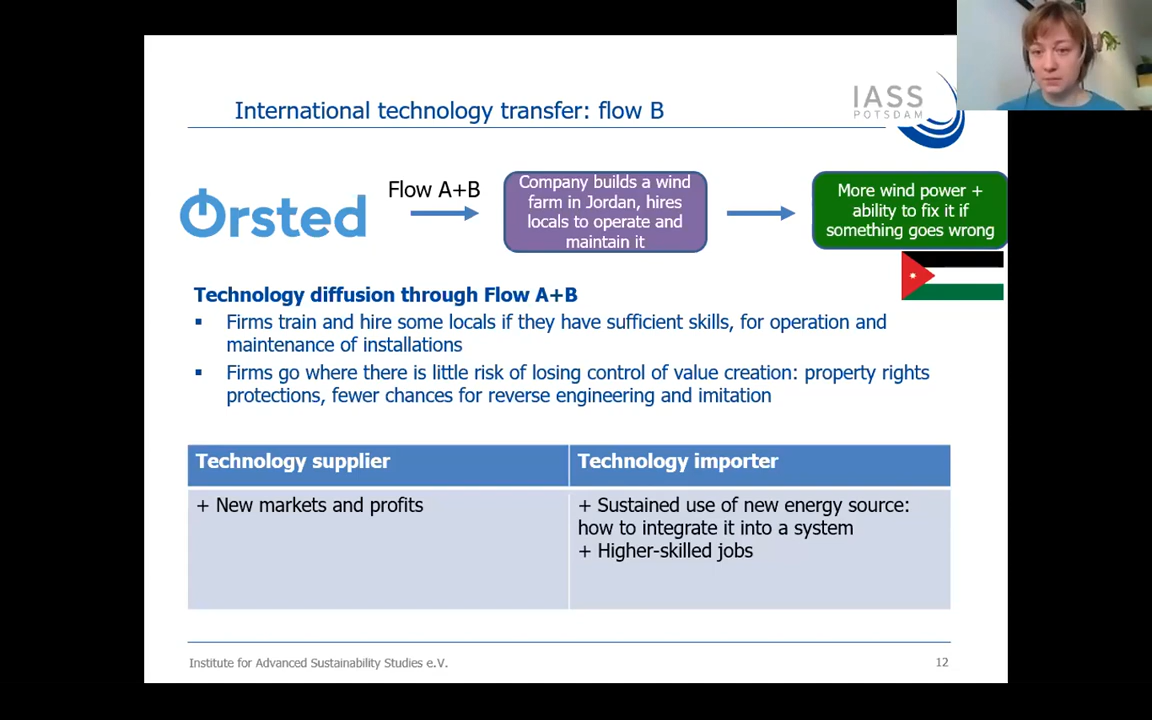 International technology transfer: flow B
IASS
POTSDAM
Ørsted
Flow A+B
Company builds a wind
farm in Jordan, hires
locals to operate and
maintain it
More wind power +
ability to fix it if
something goes wrong
Technology diffusion through Flow A+B
▪ Firms train and hire some locals if they have sufficient skills, for operation and
maintenance of installations
▪ Firms go where there is little risk of losing control of value creation: property rights
protections, fewer chances for reverse engineering and imitation
Technology supplier
Technology importer
+ New markets and profits
+ Sustained use of new energy source:
how to integrate it into a system
+ Higher-skilled jobs
Institute for Advanced Sustainability Studies e.V.
12